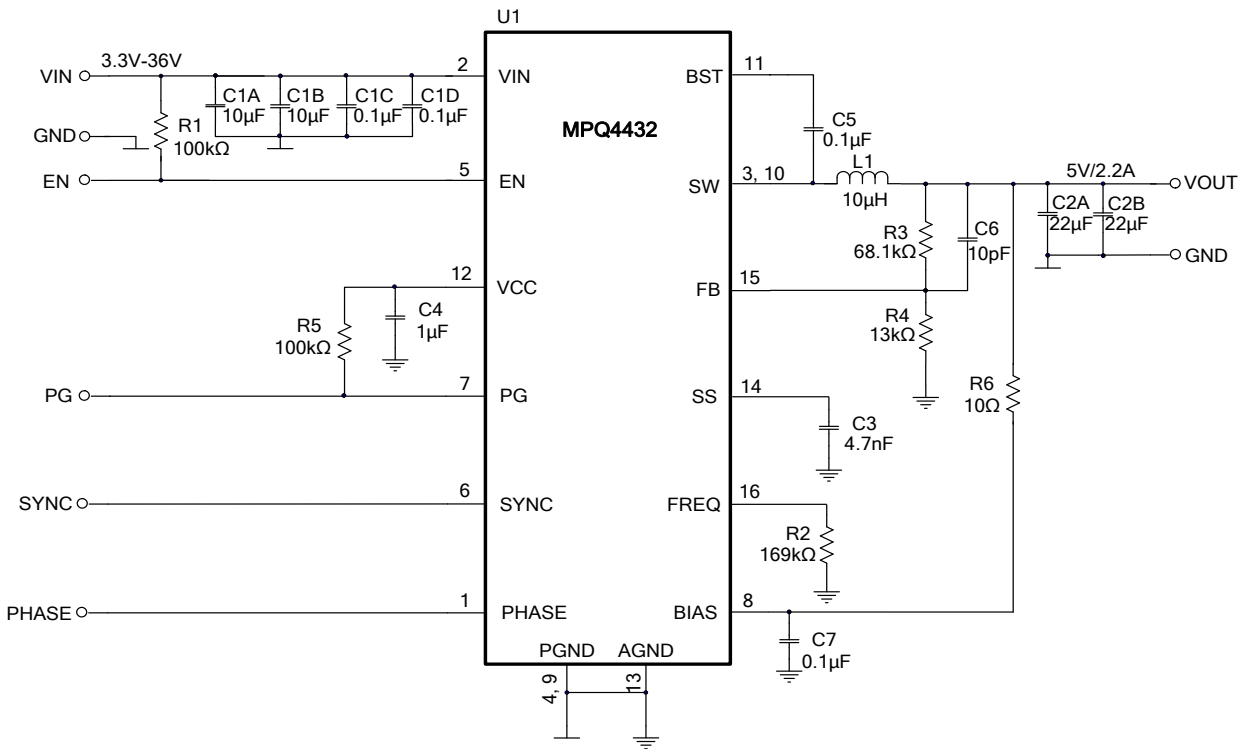 U1
MPQ4432
VIN
3.3V-36V
2
VIN
C1A
10µF
C1B
10µF
C1C
0.1µF
C1D
0.1µF
GND
R1
100kΩ
EN
5
EN
12
VCC
R5
100kΩ
C4
1µF
PG
7
PG
SYNC
6
SYNC
PHASE
1
PHASE
PGND
AGND
4, 9
13
BST
11
C5
0.1µF
SW
3, 10
L1
10µH
5V/2.2A
VOUT
C2A
22µF
C2B
22µF
GND
R3
68.1kΩ
C6
10pF
FB
15
R4
13kΩ
R6
10Ω
SS
14
C3
4.7nF
FREQ
16
R2
169kΩ
BIAS
8
C7
0.1µF